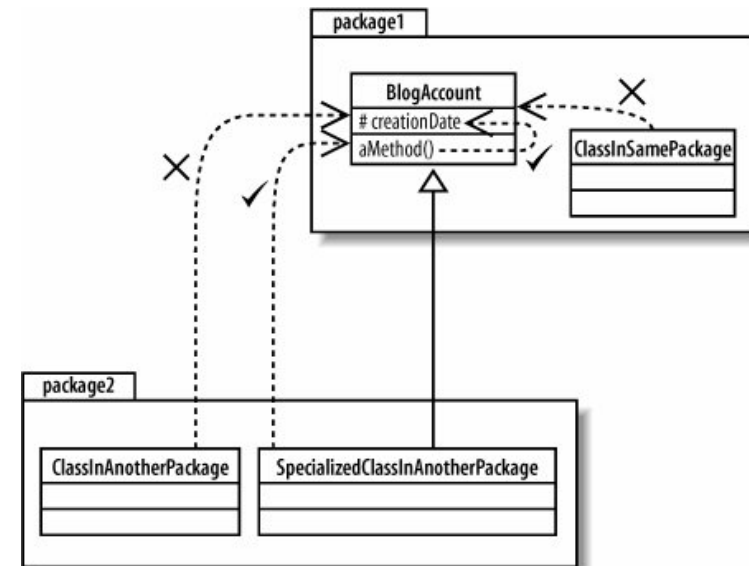 package1
BlogAccount
# creationDate
aMethod()
ClassInSamePackage
package2
ClassInAnotherPackage
SpecializedClassInAnotherPackage